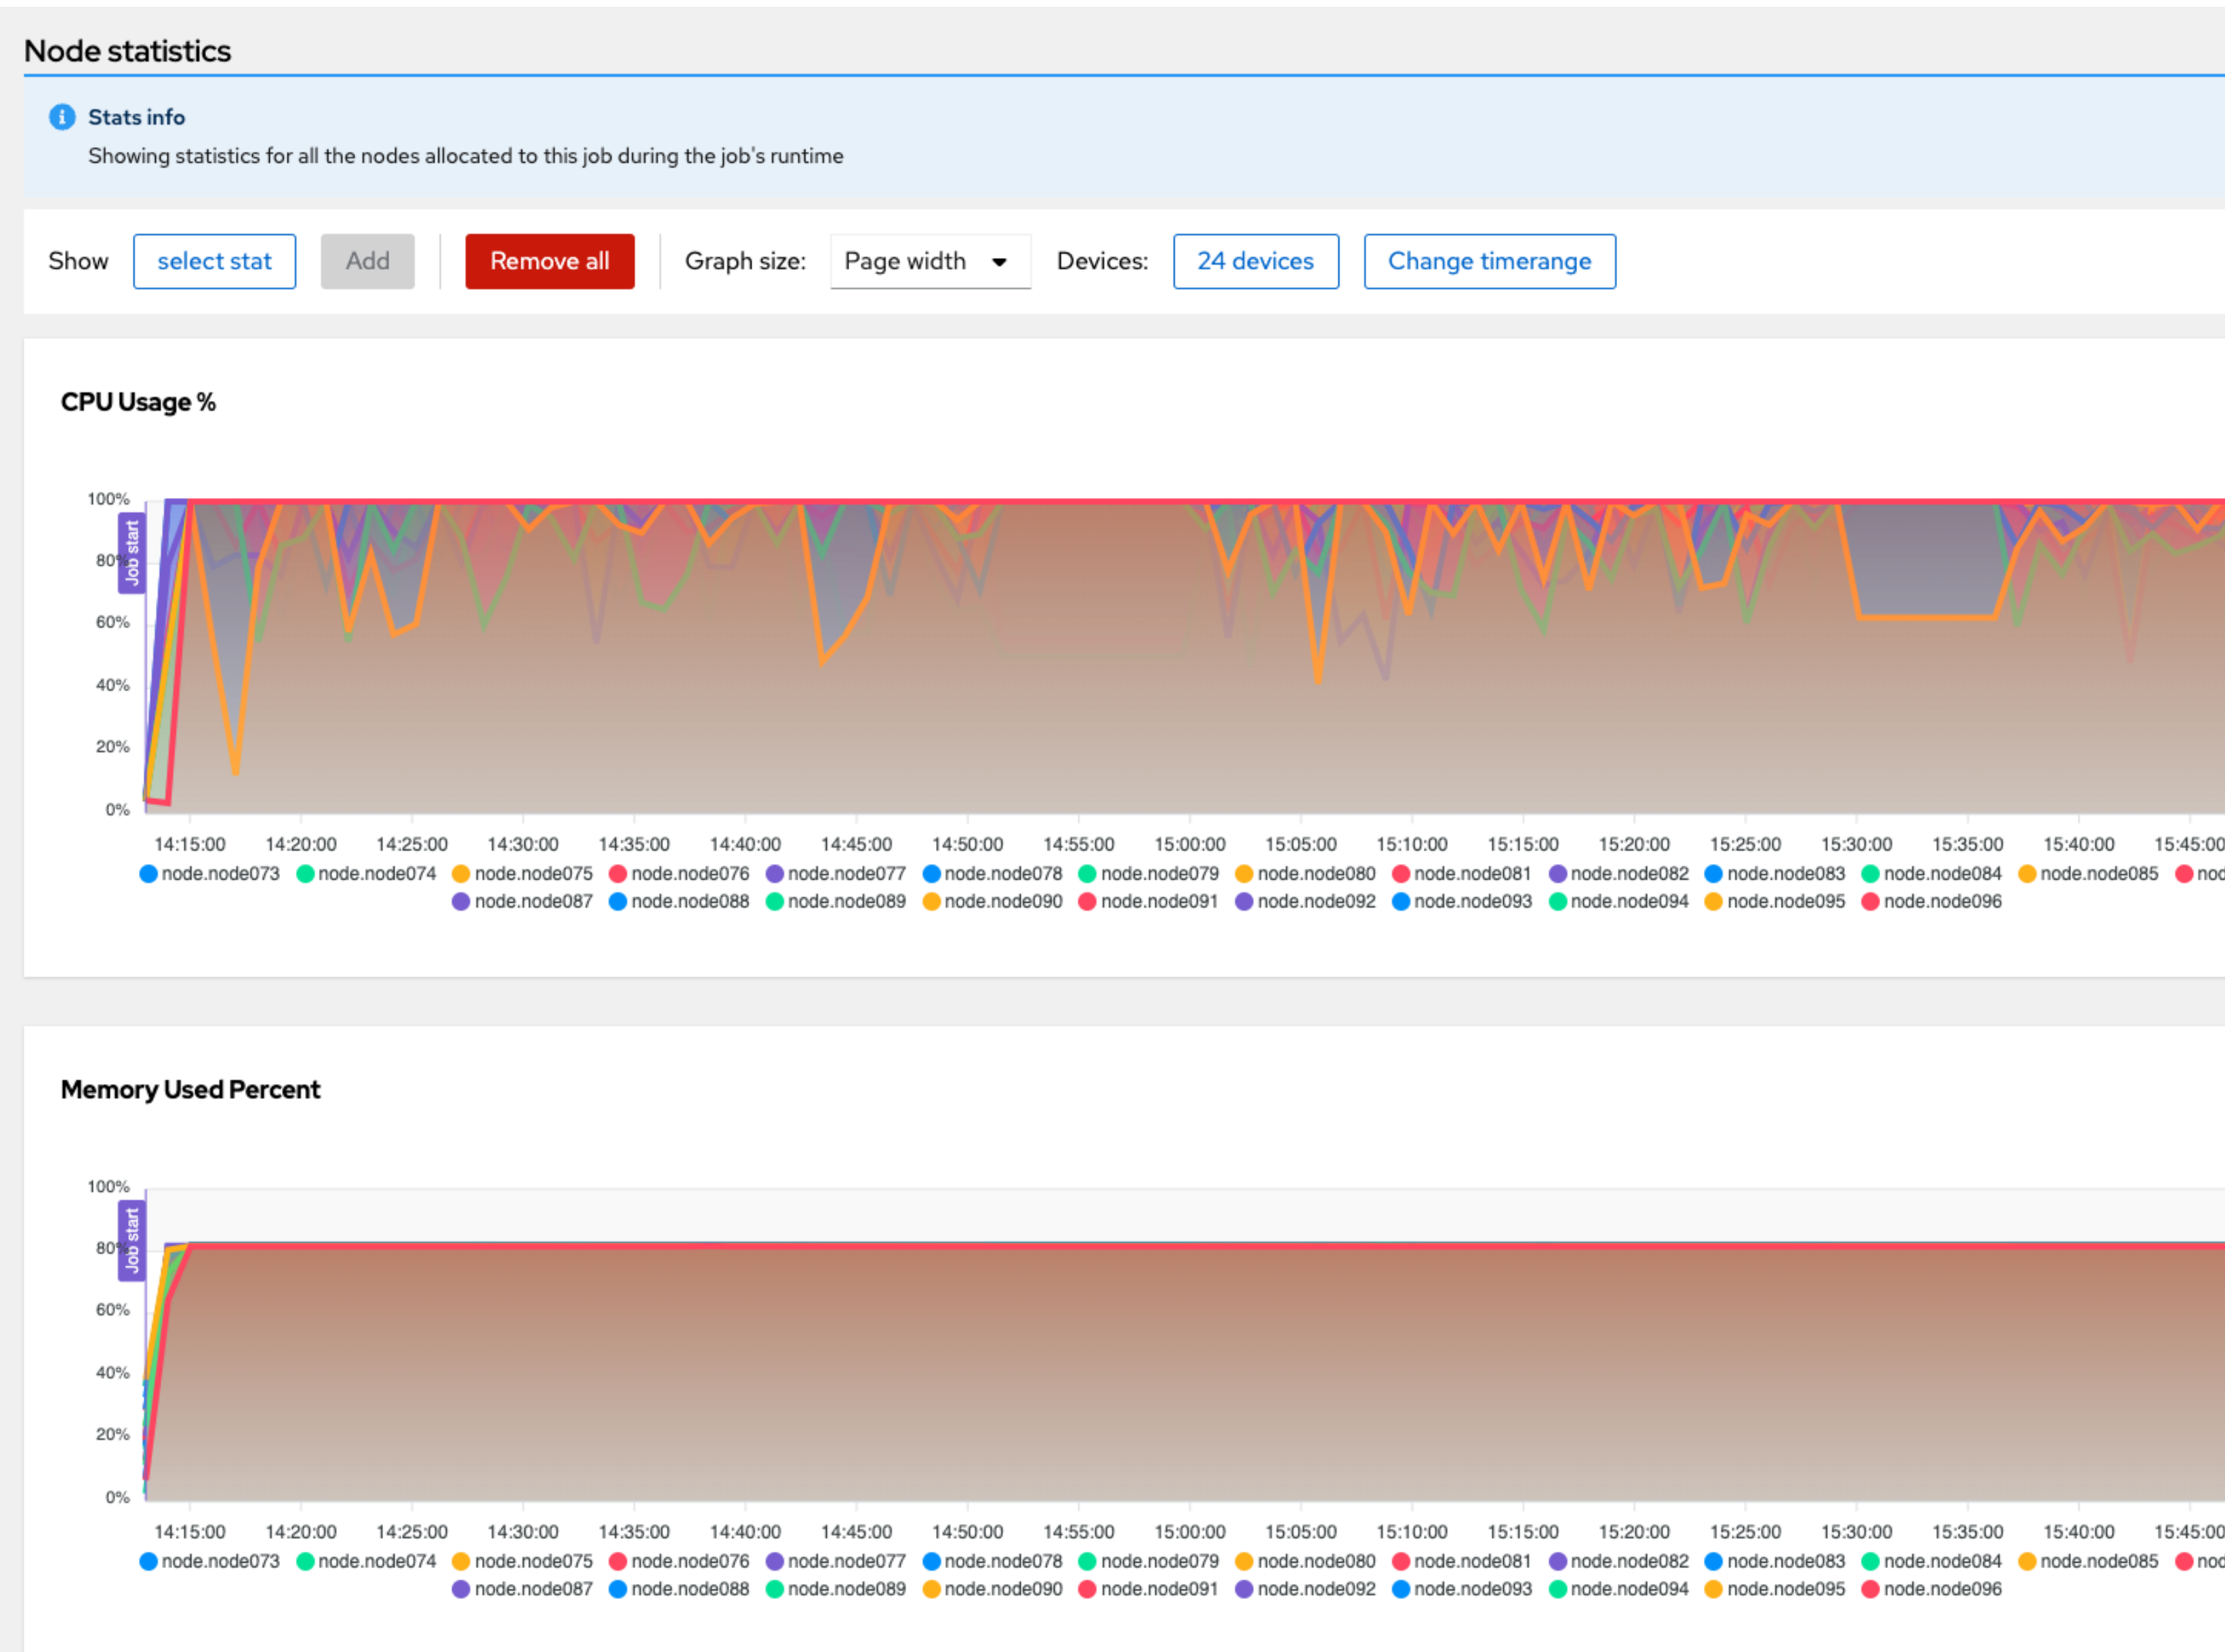 Node statistics
Stats info
Showing statistics for all the nodes allocated to this job during the job's runtime
Show select stat Add Remove all Graph size: Page width Devices: 24 devices Change timerange
CPU Usage %
100%
Job start
80%
60%
40%
20%
0%
14:15:00 14:20:00 14:25:00 14:30:00 14:35:00 14:40:00 14:45:00 14:50:00 14:55:00 15:00:00 15:05:00 15:10:00 15:15:00 15:20:00 15:25:00 15:30:00 15:35:00 15:40:00 15:45:00
node.node073 node.node074 node.node075 node.node076 node.node077 node.node078 node.node079 node.node080 node.node081 node.node082 node.node083 node.node084 node.node085 nod
node.node087 node.node088 node.node089 node.node090 node.node091 node.node092 node.node093 node.node094 node.node095 node.node096
Memory Used Percent
100%
Job start
80%
60%
40%
20%
0%
14:15:00 14:20:00 14:25:00 14:30:00 14:35:00 14:40:00 14:45:00 14:50:00 14:55:00 15:00:00 15:05:00 15:10:00 15:15:00 15:20:00 15:25:00 15:30:00 15:35:00 15:40:00 15:45:00
node.node073 node.node074 node.node075 node.node076 node.node077 node.node078 node.node079 node.node080 node.node081 node.node082 node.node083 node.node084 node.node085 nod
node.node087 node.node088 node.node089 node.node090 node.node091 node.node092 node.node093 node.node094 node.node095 node.node096